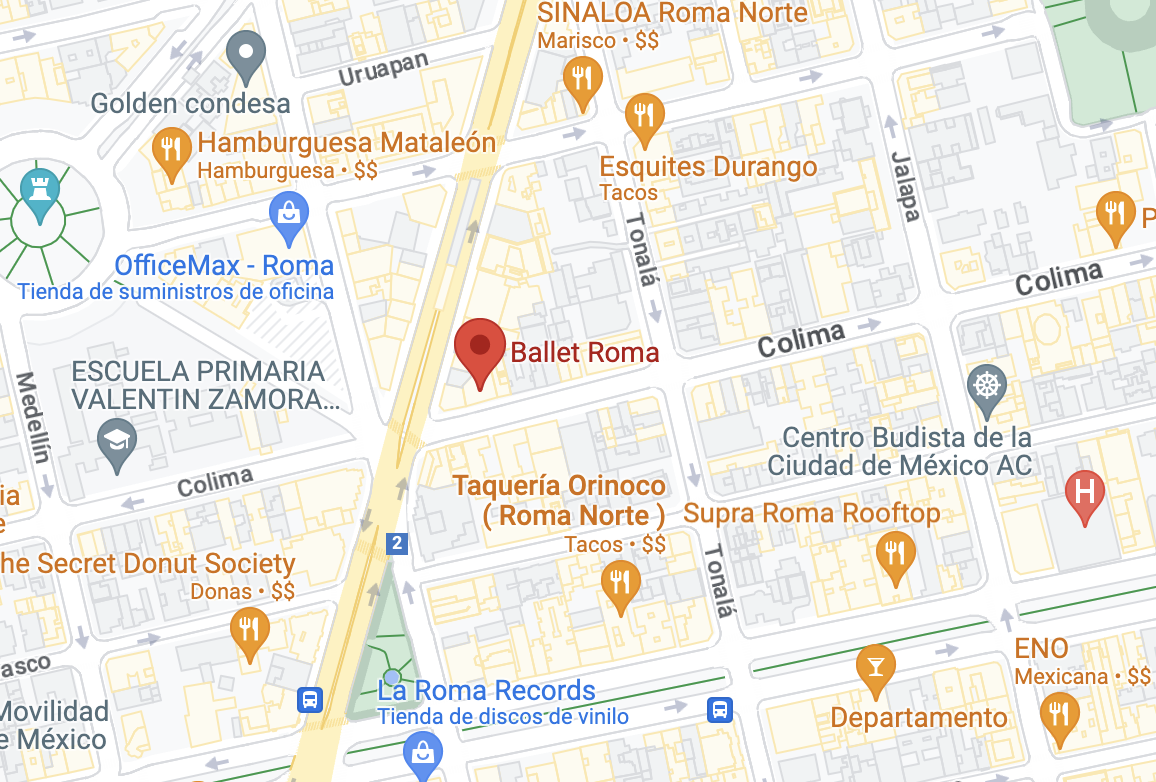 SINALOA Roma Norte
Marisco • $$
Uruapan
Golden condesa
Hamburguesa Mataleón
Hamburguesa • $$
Esquites Durango
Tacos
Jalapa
P
Tonalá
OfficeMax - Roma
Tienda de suministros de oficina
Colima
Colima
Ballet Roma
ESCUELA PRIMARIA
VALENTIN ZAMORA...
Medellín
Centro Budista de la
Ciudad de México AC
Colima
ia
e
Taquería Orinoco
( Roma Norte )
Tacos • $$
H
Supra Roma Rooftop
2
he Secret Donut Society
Donas • $$
Tonalá
asco
ENO
Mexicana • $$
La Roma Records
Tienda de discos de vinilo
Departamento
Movilidad
e México